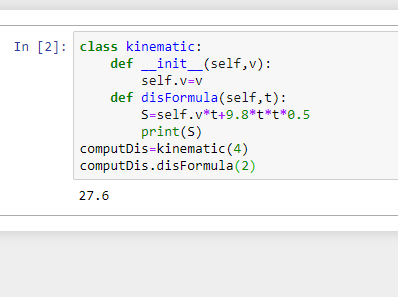 In [2]: class kinematic:
    def __init__(self,v):
        self.v=v
    def disFormula(self,t):
        S=self.v*t+9.8*t*t*0.5
        print(S)
computDis=kinematic(4)
computDis.disFormula(2)
27.6